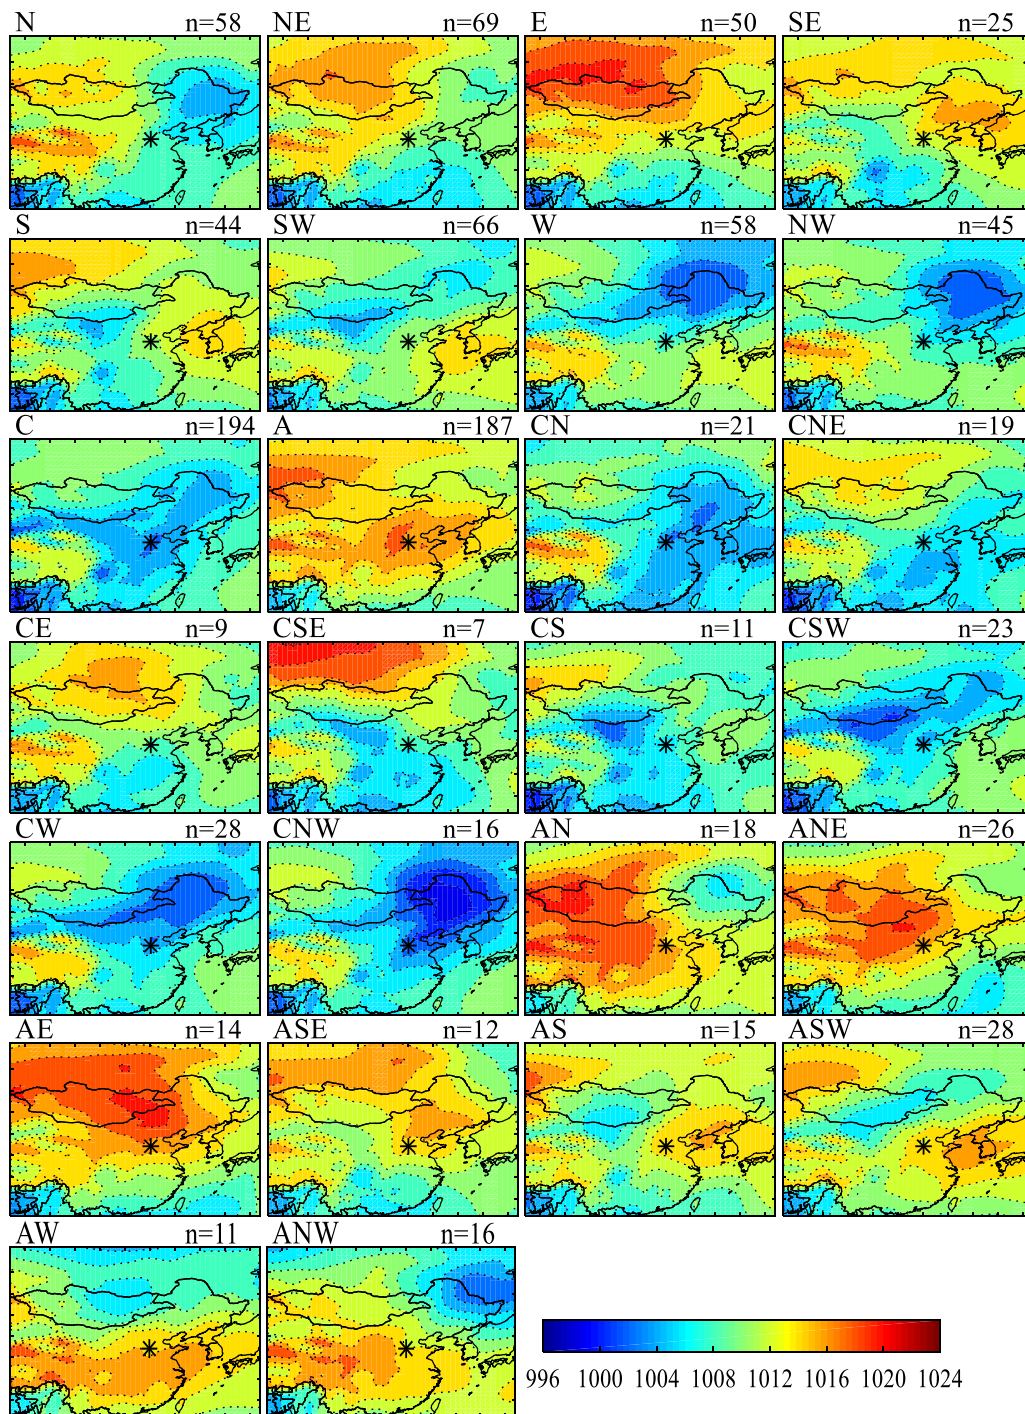 N n=58 NE n=69 E n=50 SE n=25
S n=44 SW n=66 W n=58 NW n=45
C n=194 A n=187 CN n=21 CNE n=19
CE n=9 CSE n=7 CS n=11 CSW n=23
CW n=28 CNW n=16 AN n=18 ANE n=26
AE n=14 ASE n=12 AS n=15 ASW n=28
AW n=11 ANW n=16
996 1000 1004 1008 1012 1016 1020 1024